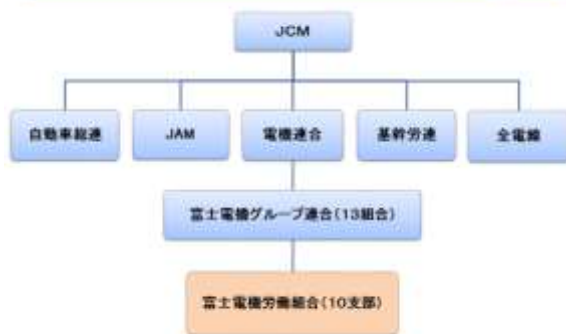 JCM
自動車総連
JAM
電機連合
基幹労連
全電線
富士電機グループ連合(13組合)
富士電機労働組合(10支部)